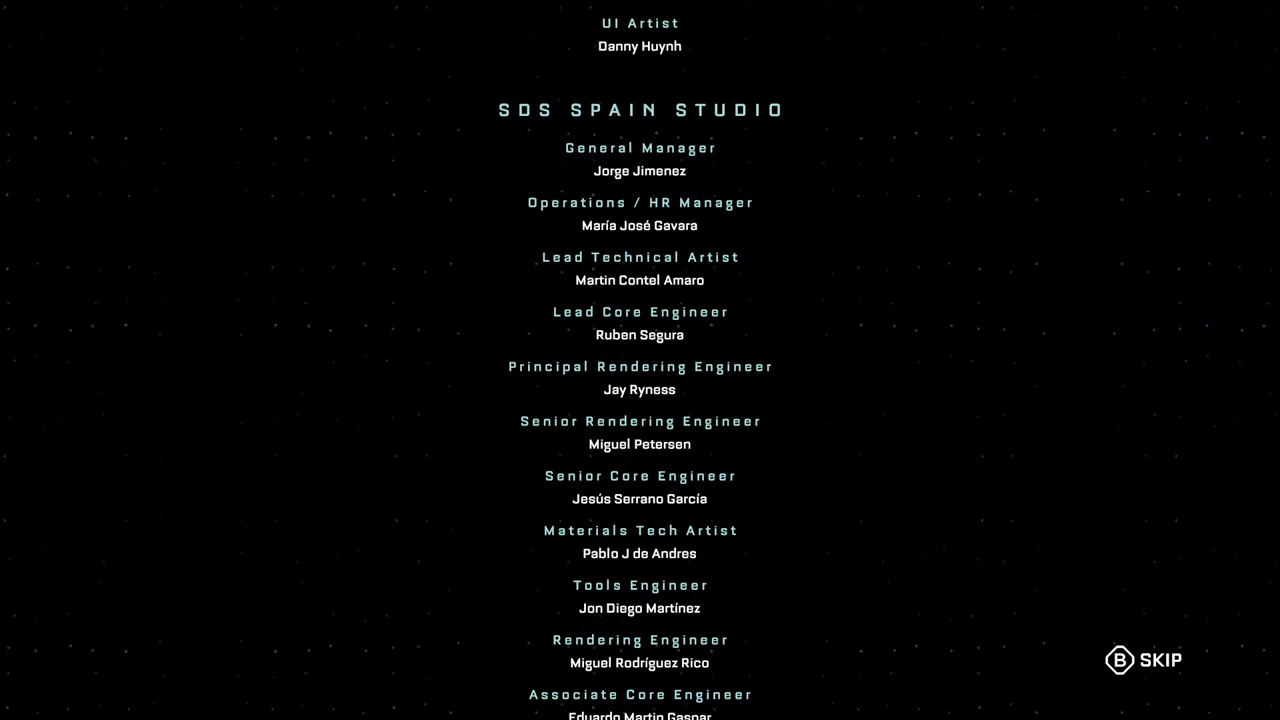 UI Artist
Danny Huynh
SDS SPAIN STUDIO
General Manager
Jorge Jimenez
Operations / HR Manager
María José Gavara
Lead Technical Artist
Martin Contel Amaro
Lead Core Engineer
Ruben Segura
Principal Rendering Engineer
Jay Ryness
Senior Rendering Engineer
Miguel Petersen
Senior Core Engineer
Jesús Serrano García
Materials Tech Artist
Pablo J de Andres
Tools Engineer
Jon Diego Martínez
Rendering Engineer
Miguel Rodríguez Rico
B SKIP
Associate Core Engineer
Eduardo Martin Gaspar